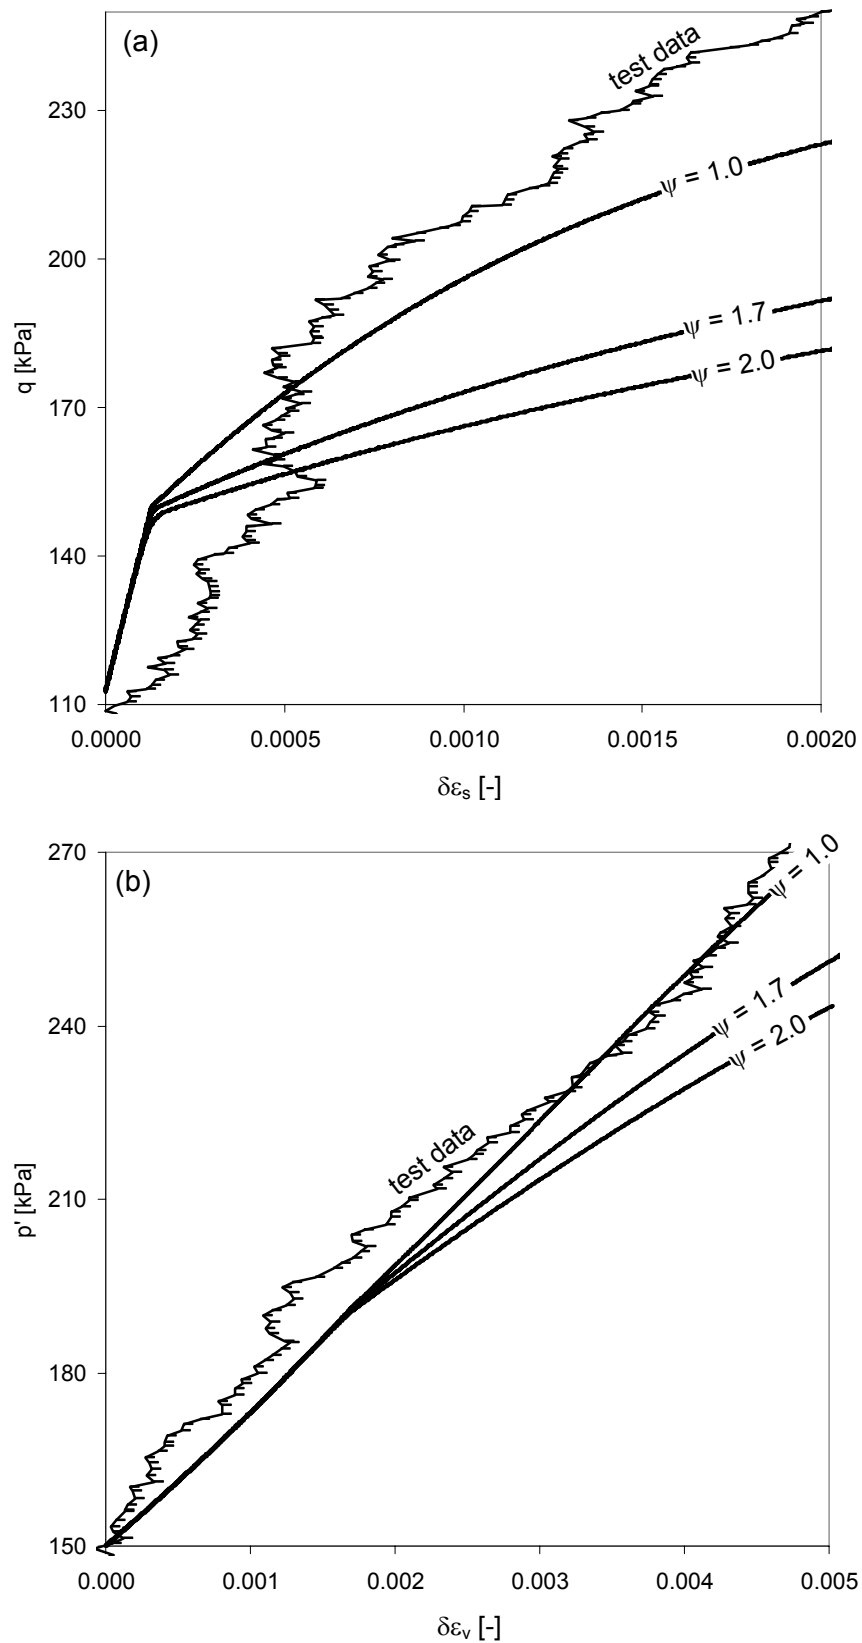 (a)
test data
230
ψ = 1.0
200
q [kPa]
ψ = 1.7
ψ = 2.0
170
140
110
0.0000 0.0005 0.0010 0.0015 0.0020
δεs [-]
270
(b)
ψ = 1.0
ψ = 1.7
ψ = 2.0
240
test data
p' [kPa]
210
180
150
0.000 0.001 0.002 0.003 0.004 0.005
δεv [-]